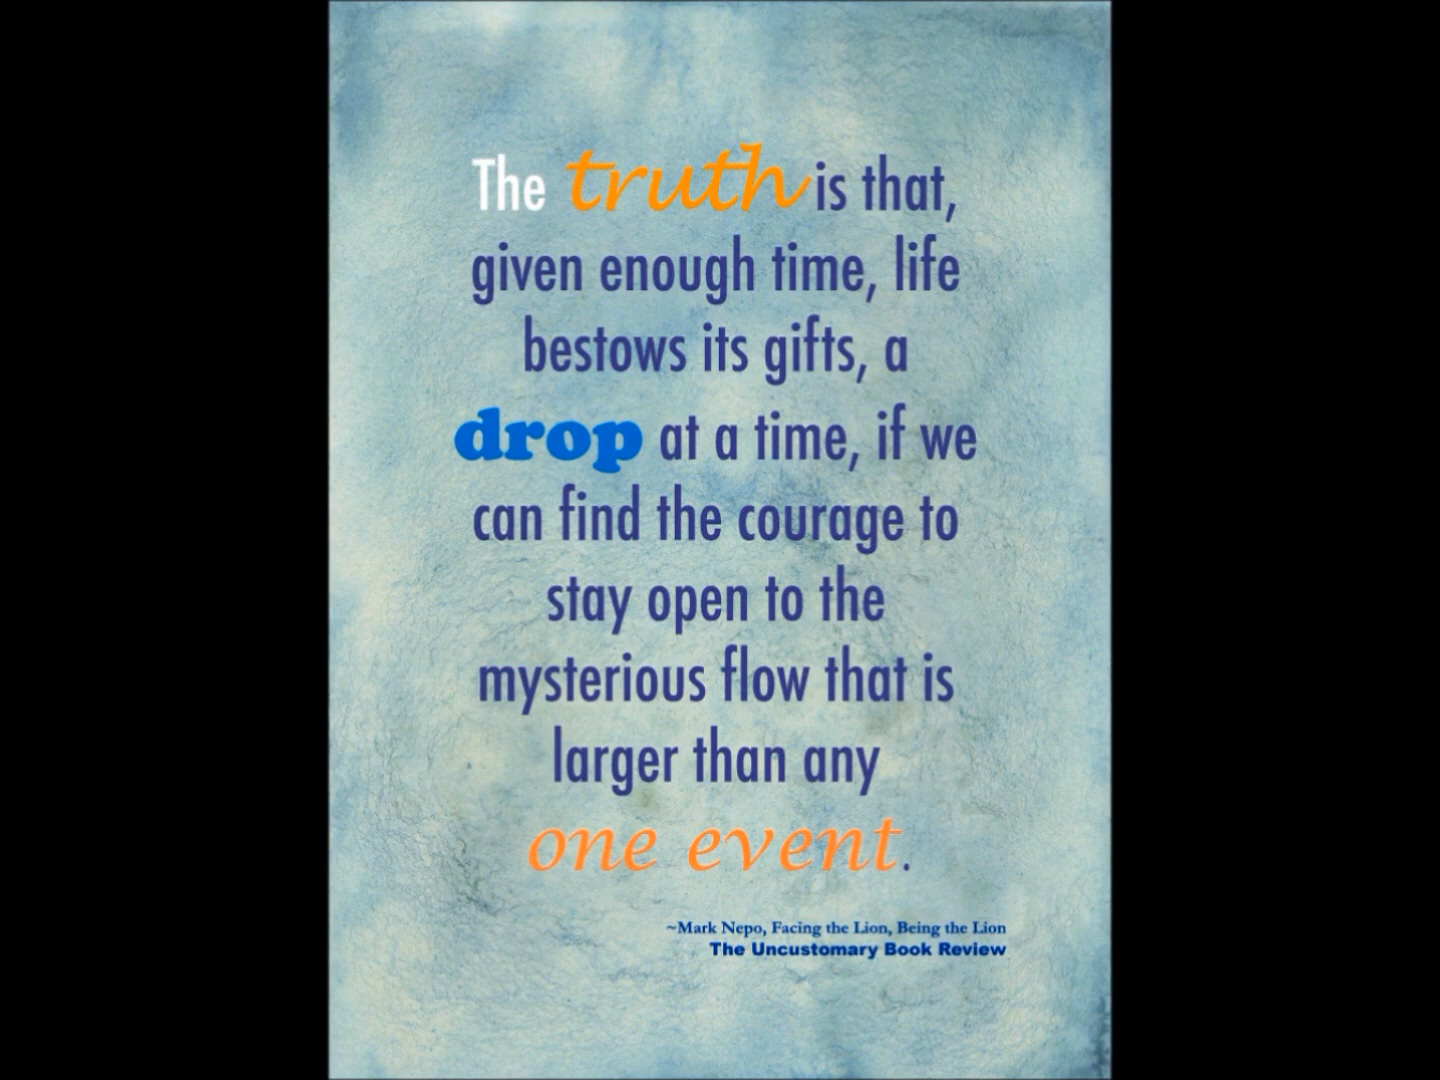 The truth is that,
given enough time, life
bestows its gifts, a
drop at a time, if we
can find the courage to
stay open to the
mysterious flow that is
larger than any
one event.
~Mark Nepo, Facing the Lion, Being the Lion
The Uncustomary Book Review